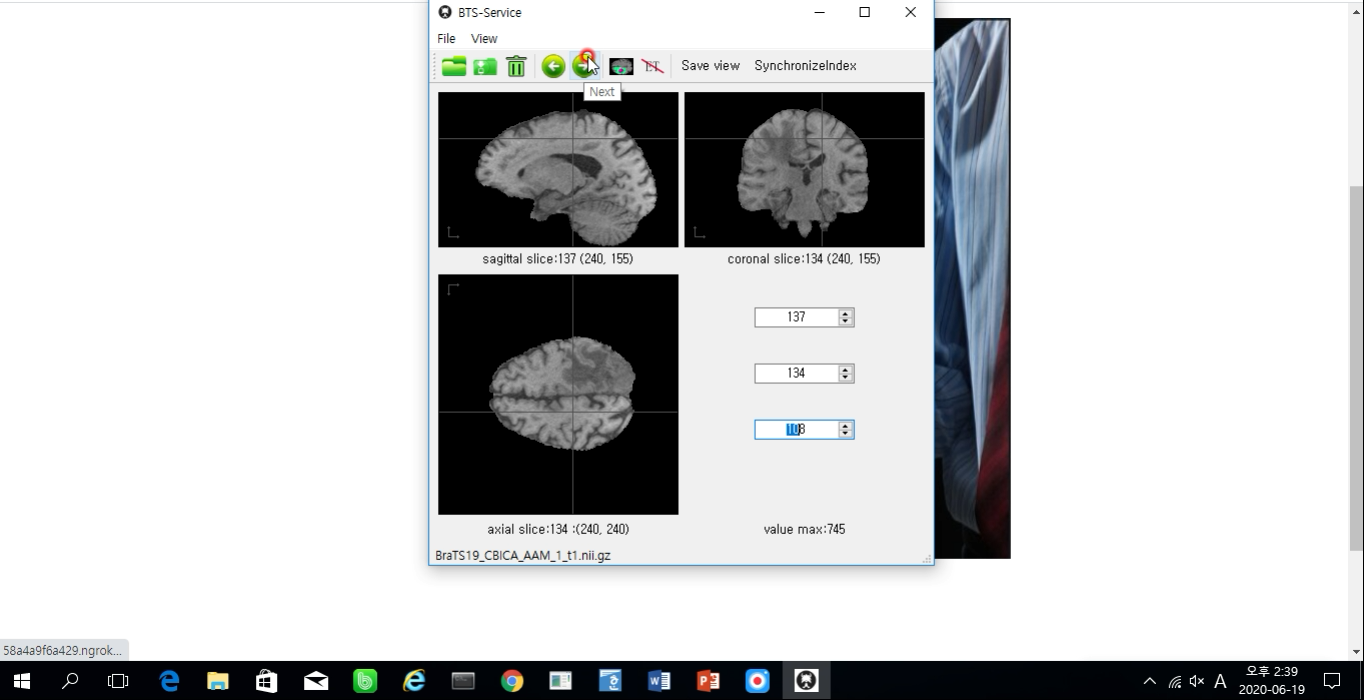 BTS-Service
File View
Save view SynchronizeIndex
Next
sagittal slice:137 (240, 155)
coronal slice:134 (240, 155)
137
134
108
axial slice:134 :(240, 240)
value max:745
BraTS19_CBICA_AAM_1_t1.nii.gz
58a4a9f6a429.ngrok...
A
오후 2:39
2020-06-19